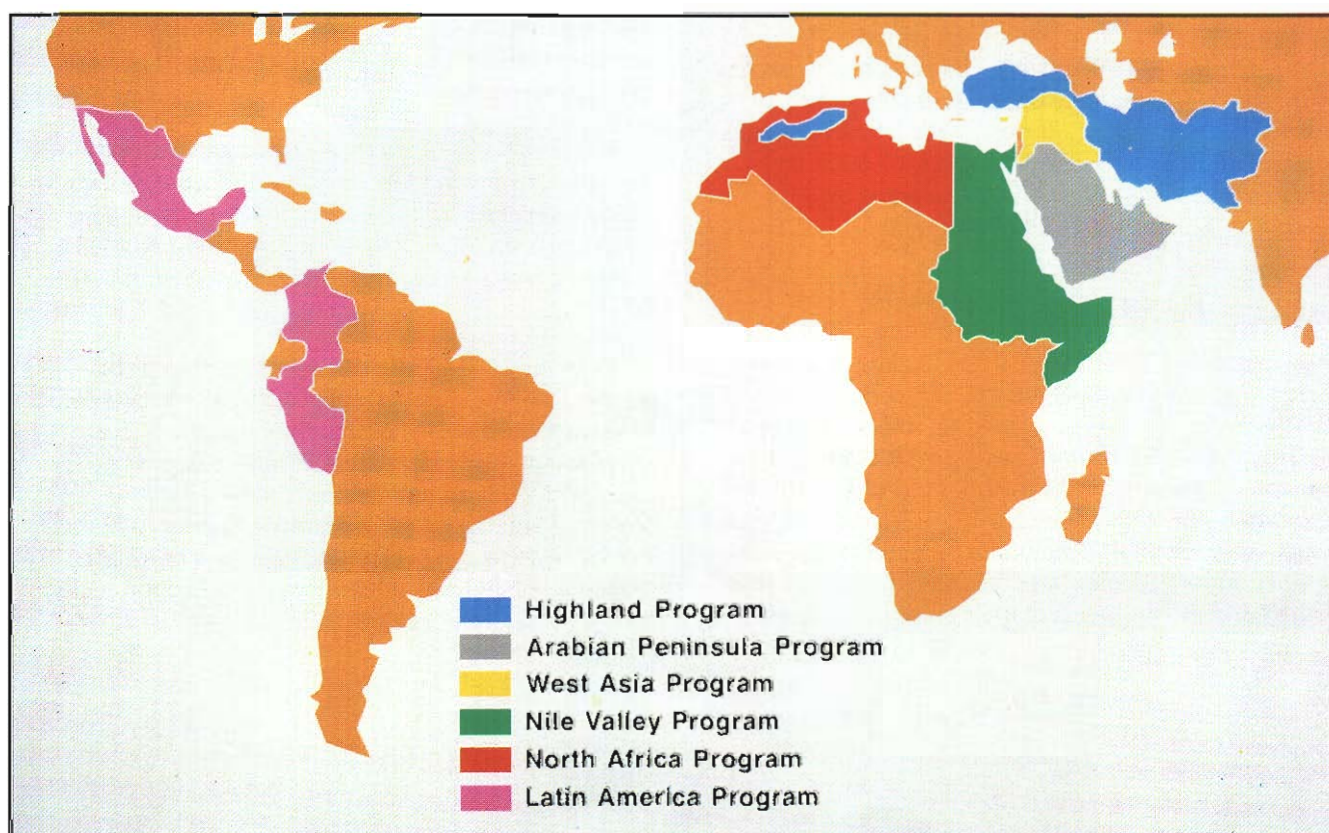 Highland Program
Arabian Peninsula Program
West Asia Program
Nile Valley Program
North Africa Program
Latin America Program